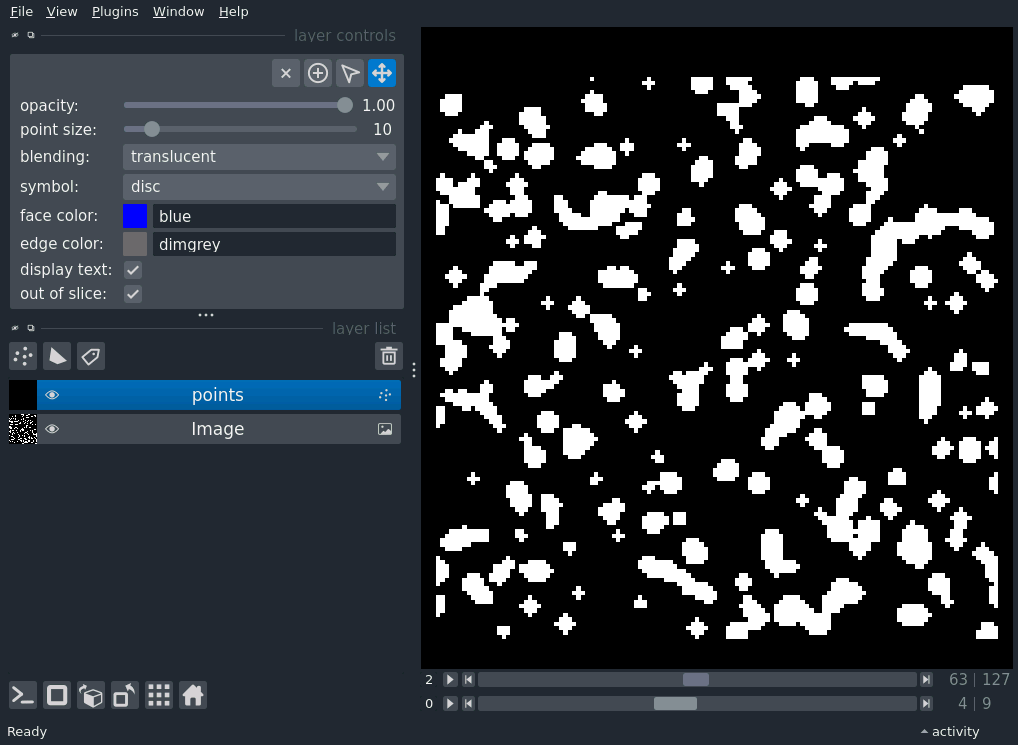 File View Plugins Window Help
layer controls
opacity: 1.00
point size: 10
blending: translucent
symbol: disc
face color: blue
edge color: dimgrey
display text:
out of slice:
layer list
points
Image
2 63 | 127
0 4 | 9
Ready activity